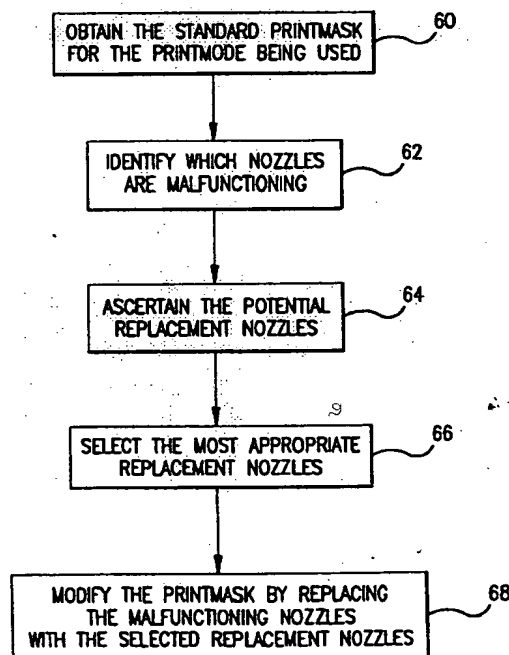 OBTAIN THE STANDARD PRINTMASK
FOR THE PRINTMODE BEING USED
60
IDENTIFY WHICH NOZZLES
ARE MALFUNCTIONING
62
ASCERTAIN THE POTENTIAL
REPLACEMENT NOZZLES
64
SELECT THE MOST APPROPRIATE
REPLACEMENT NOZZLES
66
MODIFY THE PRINTMASK BY REPLACING
THE MALFUNCTIONING NOZZLES
WITH THE SELECTED REPLACEMENT NOZZLES
68